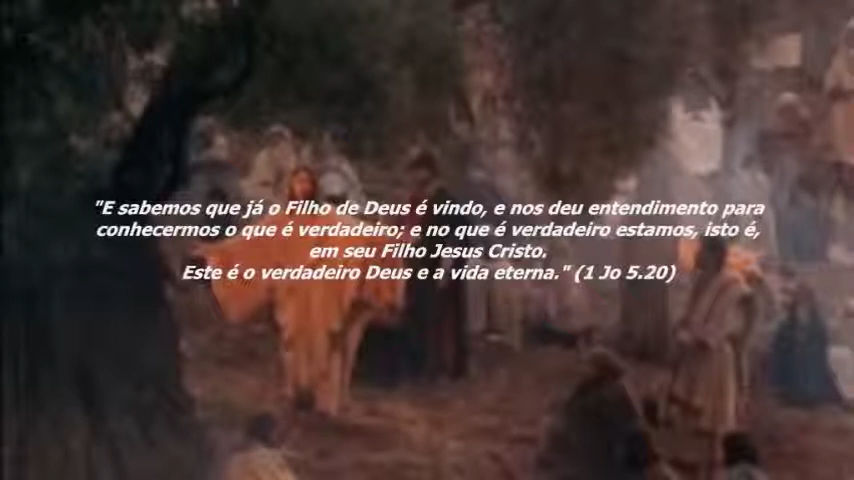 "E sabemos que já o Filho de Deus é vindo, e nos deu entendimento para
conhecermos o que é verdadeiro; e no que é verdadeiro estamos, isto é,
em seu Filho Jesus Cristo.
Este é o verdadeiro Deus e a vida eterna." (1 Jo 5.20)